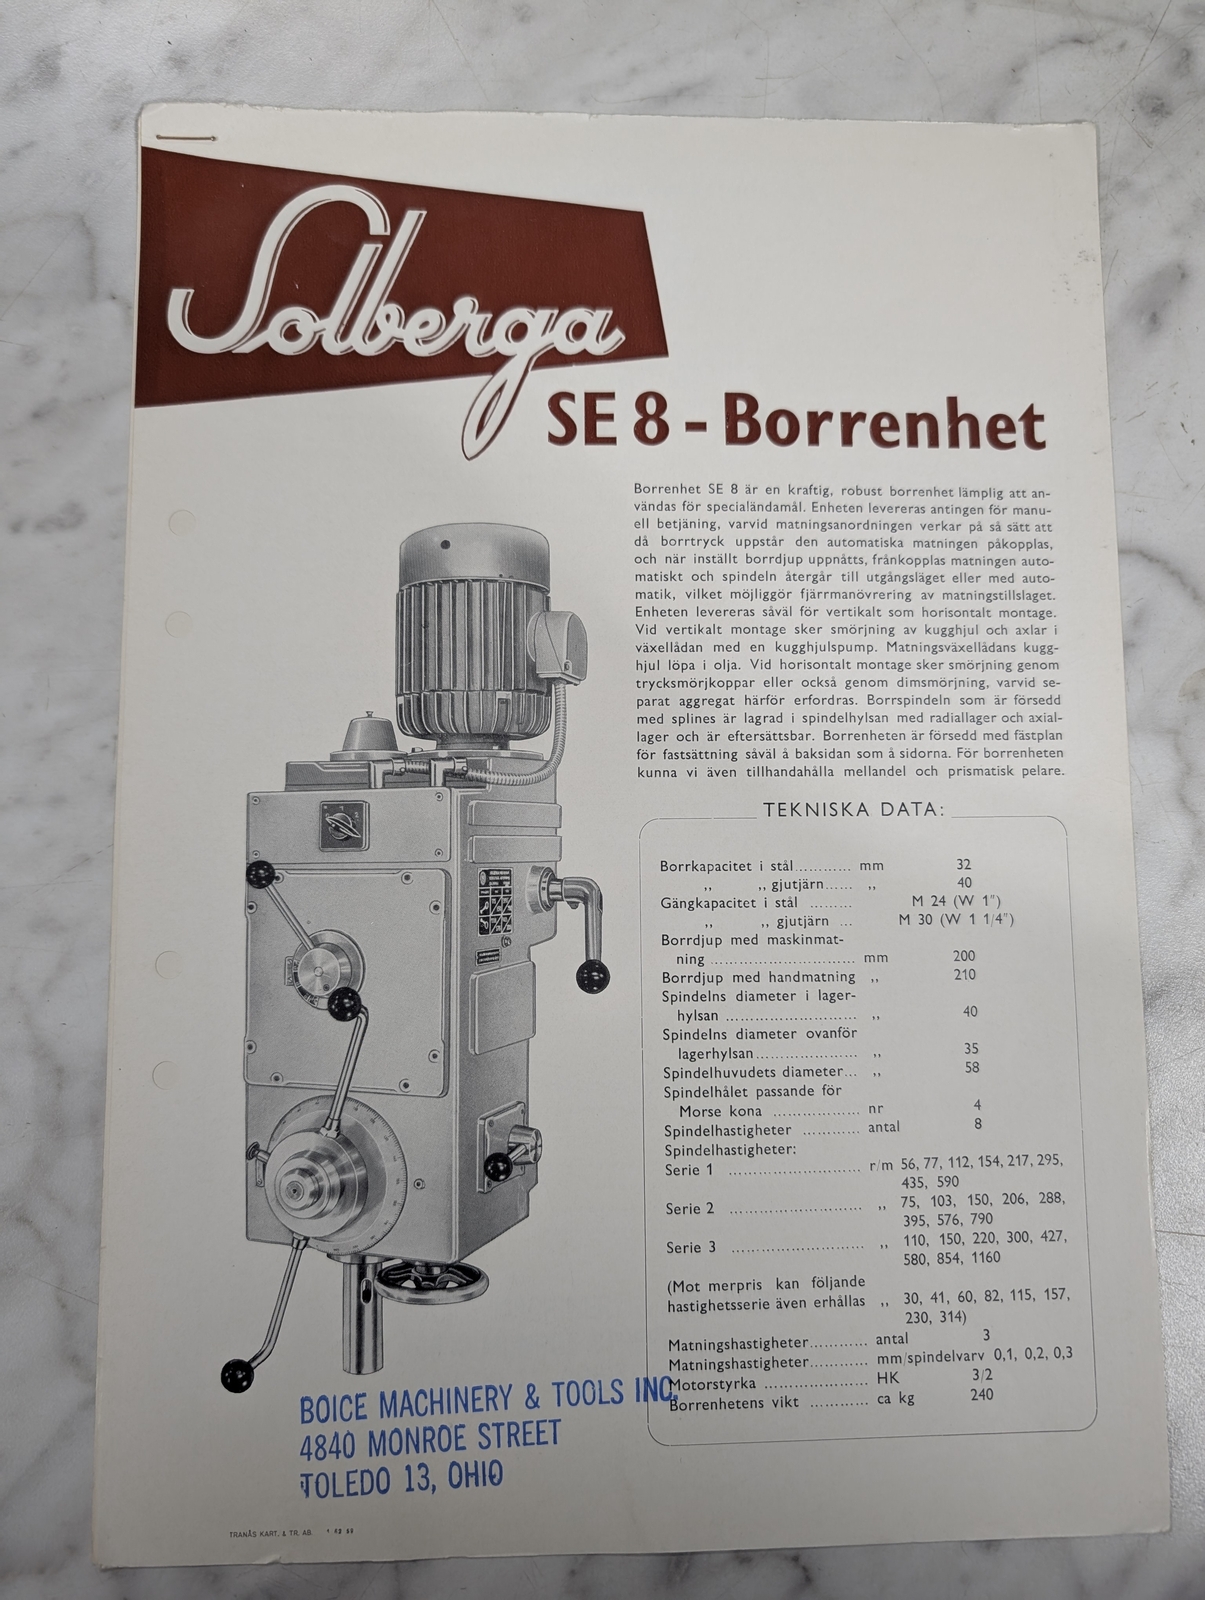 Solberga
SE 8 - Borrenhet
Borrenhet SE 8 är en kraftig, robust borrenhet lämplig att an-
vändas för specialändamål. Enheten levereras antingen för manu-
ell betjäning, varvid matningsanordningen verkar på så sätt att
då borrtryck uppstår den automatiska matningen påkopplas,
och när inställt borrdjup uppnåtts, frånkopplas matningen auto-
matiskt och spindeln återgår till utgångsläget eller med auto-
matik, vilket möjliggör fjärrmanövrering av matningstillslaget.
Enheten levereras såväl för vertikalt som horisontalt montage.
Vid vertikalt montage sker smörjning av kugghjul och axlar i
växellådan med en kugghjulspump. Matningsväxellådans kugg-
hjul löpa i olja. Vid horisontalt montage sker smörjning genom
trycksmörjkoppar eller också genom dimsmörjning, varvid se-
parat aggregat härför erfordras. Borrspindeln som är försedd
med splines är lagrad i spindelhylsan med radiallager och axial-
lager och är eftersättsbar. Borrenheten är försedd med fästplan
för fastsättning såväl å baksidan som å sidorna. För borrenheten
kunna vi även tillhandahålla mellandel och prismatisk pelare.
TEKNISKA DATA:
Borrkapacitet i stål............ mm 32
,, ,, gjutjärn...... ,, 40
Gängkapacitet i stål ......... M 24 (W 1")
,, ,, gjutjärn ... M 30 (W 1 1/4")
Borrdjup med maskinmat-
ning ............................. mm 200
Borrdjup med handmatning ,, 210
Spindelns diameter i lager-
hylsan ........................... ,, 40
Spindelns diameter ovanför
lagerhylsan..................... ,, 35
Spindelhuvudets diameter... ,, 58
Spindelhålet passande för
Morse kona .................. nr 4
Spindelhastigheter ............ antal 8
Spindelhastigheter:
Serie 1 ........................... r/m 56, 77, 112, 154, 217, 295,
435, 590
Serie 2 ........................... ,, 75, 103, 150, 206, 288,
395, 576, 790
Serie 3 ........................... ,, 110, 150, 220, 300, 427,
580, 854, 1160
(Mot merpris kan följande
hastighetsserie även erhållas ,, 30, 41, 60, 82, 115, 157,
230, 314)
Matningshastigheter............ antal 3
Matningshastigheter............ mm/spindelvarv 0,1, 0,2, 0,3
Motorstyrka ..................... HK 3/2
Borrenhetens vikt ............ ca kg 240
BOICE MACHINERY & TOOLS INC.
4840 MONROE STREET
TOLEDO 13, OHIO
TRANÅS KART. & TR. AB.